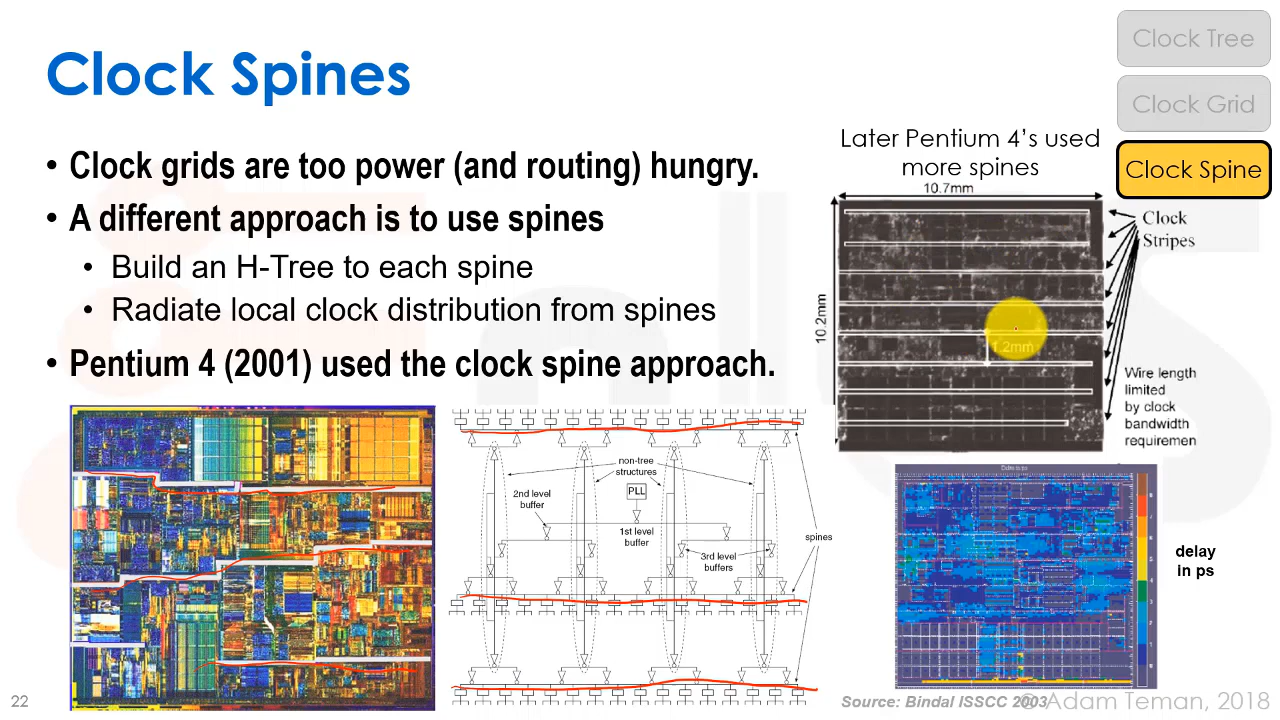 Clock Spines
• Clock grids are too power (and routing) hungry.
• A different approach is to use spines
• Build an H-Tree to each spine
• Radiate local clock distribution from spines
• Pentium 4 (2001) used the clock spine approach.
Clock Tree
Clock Grid
Clock Spine
Later Pentium 4's used
more spines
10.7mm
10.2mm
1.2mm
Clock
Stripes
Wire length
limited
by clock
bandwidth
requiremen
non-tree
structures
PLL
2nd level
buffer
1st level
buffer
3rd level
buffers
spines
delay
in ps
22
Source: Bindal ISSCC 2003
© Adam Teman, 2018